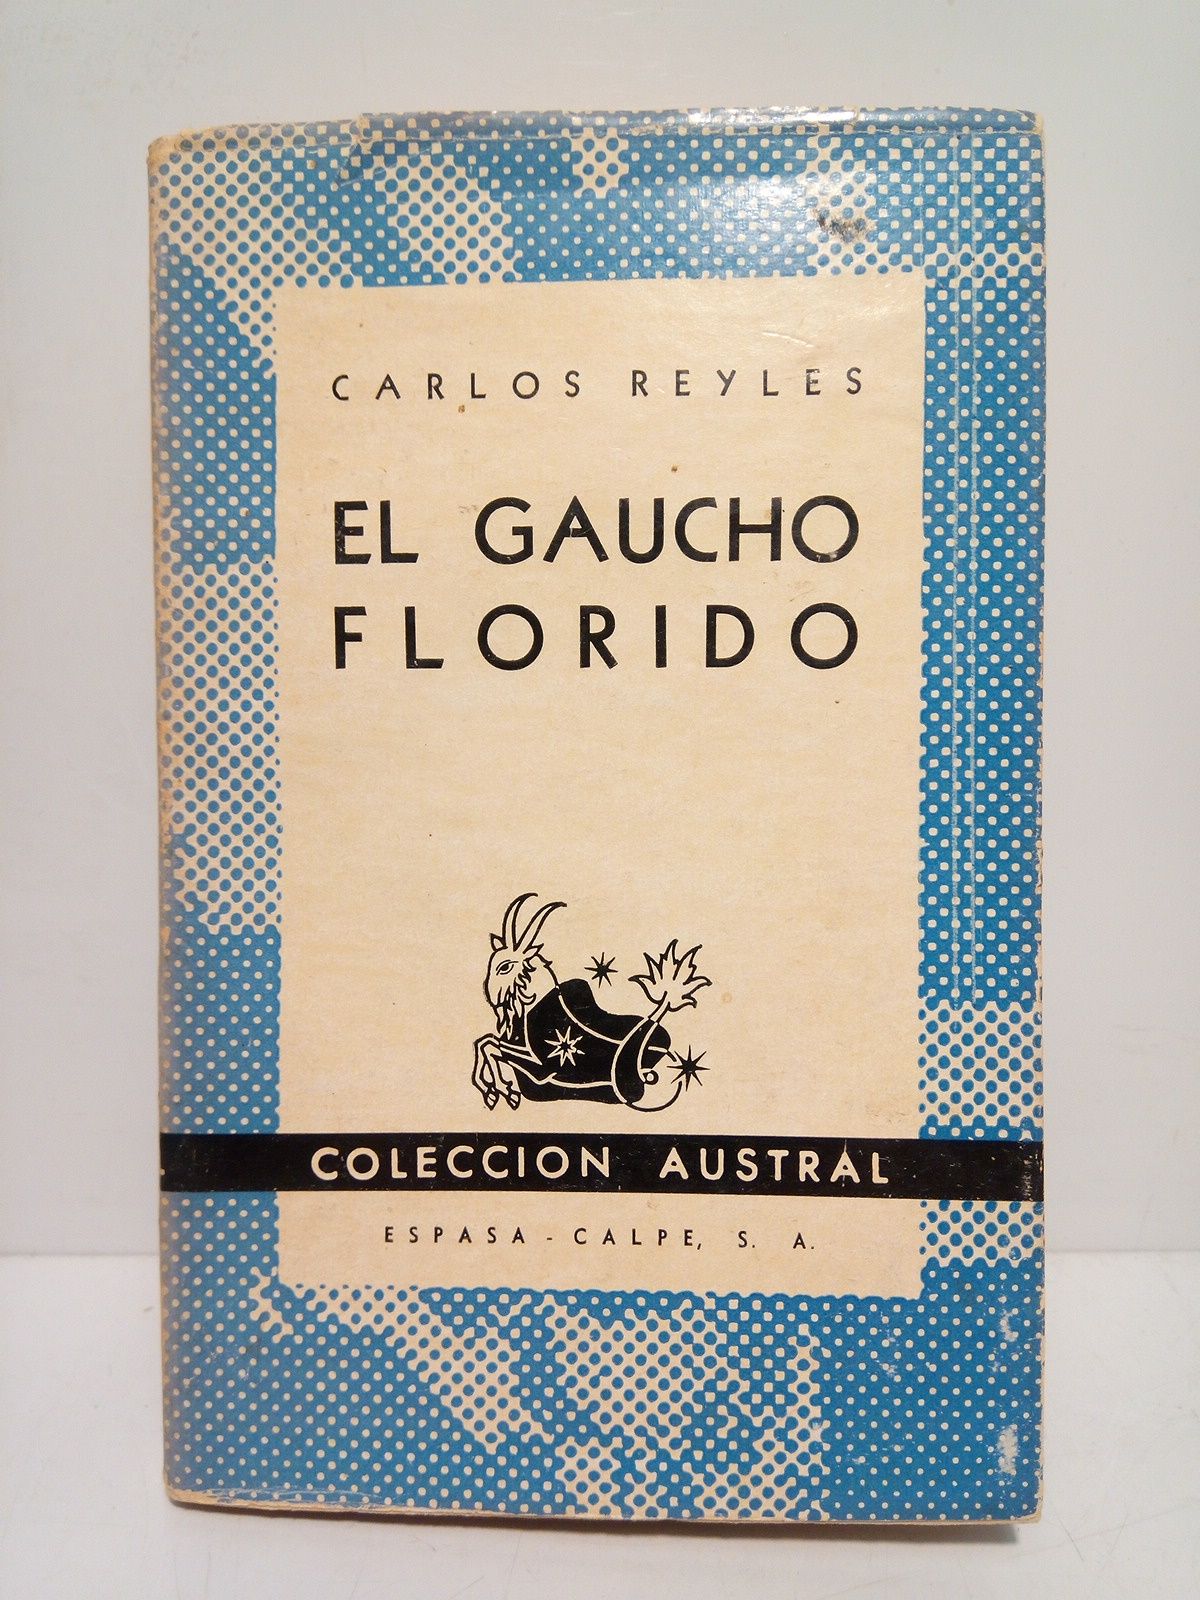 CARLOS REYLES
EL GAUCHO
FLORIDO
COLECCION AUSTRAL
ESPASA-CALPE, S. A.